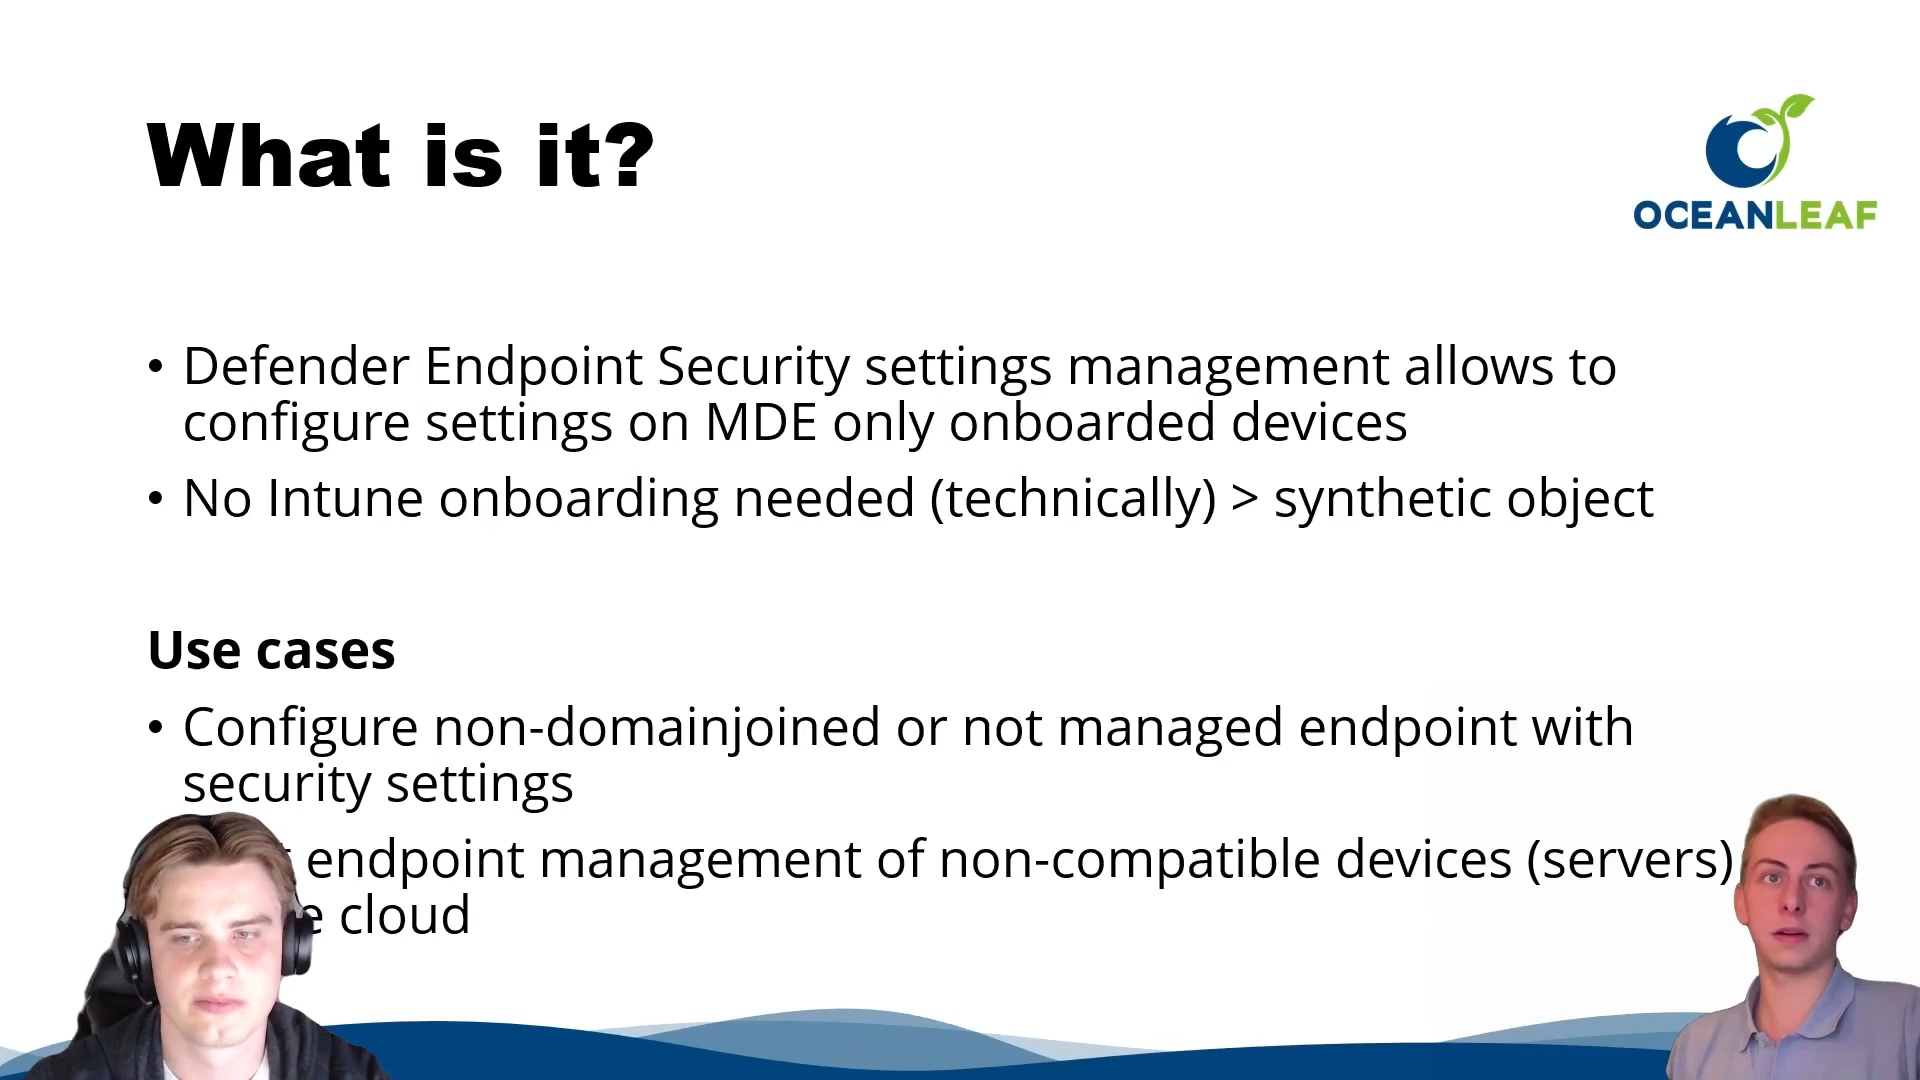 What is it?
OCEANLEAF
• Defender Endpoint Security settings management allows to
configure settings on MDE only onboarded devices
• No Intune onboarding needed (technically) > synthetic object
Use cases
• Configure non-domainjoined or not managed endpoint with
security settings
endpoint management of non-compatible devices (servers)
cloud